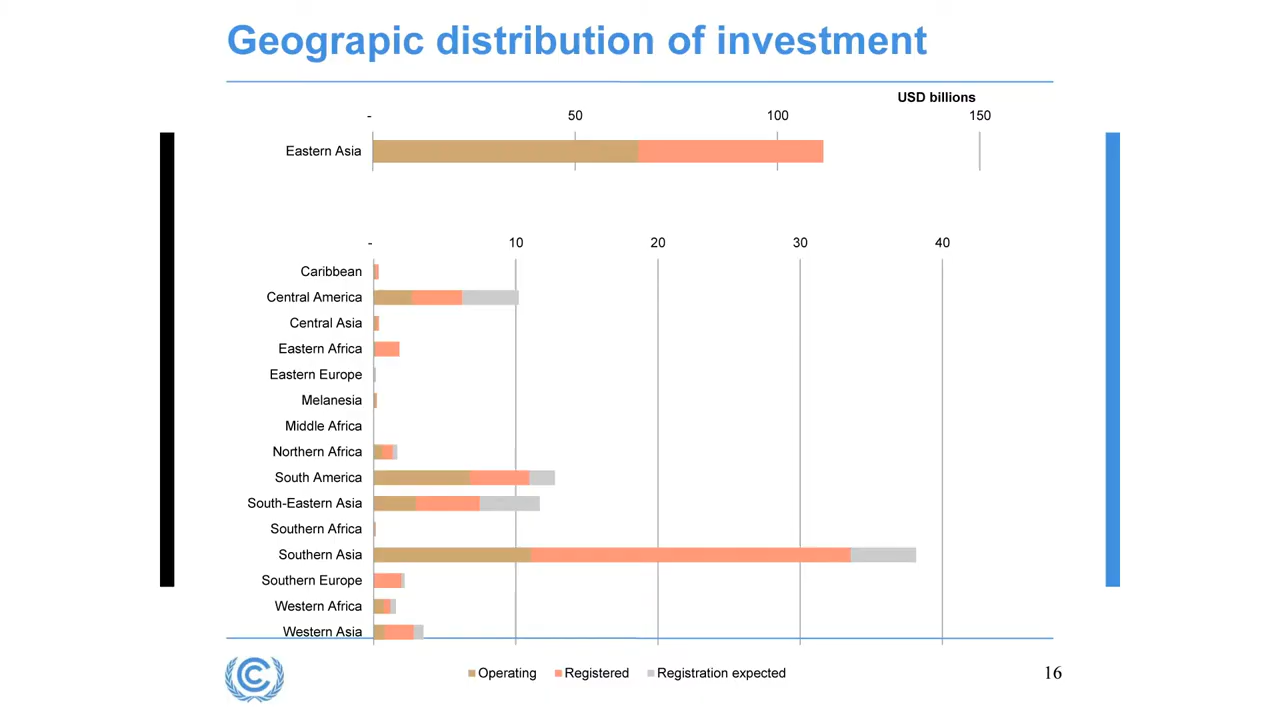 Geograpic distribution of investment
USD billions
- 50 100 150
Eastern Asia
- 10 20 30 40
Caribbean
Central America
Central Asia
Eastern Africa
Eastern Europe
Melanesia
Middle Africa
Northern Africa
South America
South-Eastern Asia
Southern Africa
Southern Asia
Southern Europe
Western Africa
Western Asia
Operating Registered Registration expected
16